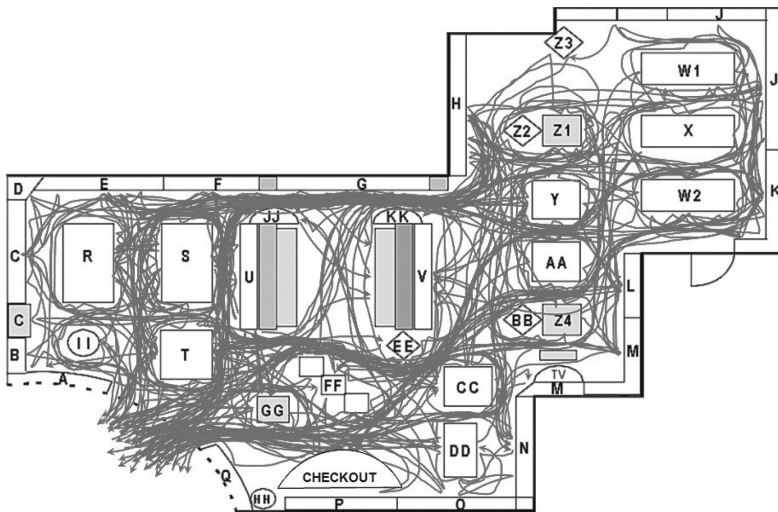 I J
Z3
W1
J
H
Z2 Z1 X
K
D E F G
W2
Y
JJ KK
C R S U V
AA
L
C
BB Z4
B II T EE M
A
TV
FF CC M
GG
DD N
Q
CHECKOUT
HH P O